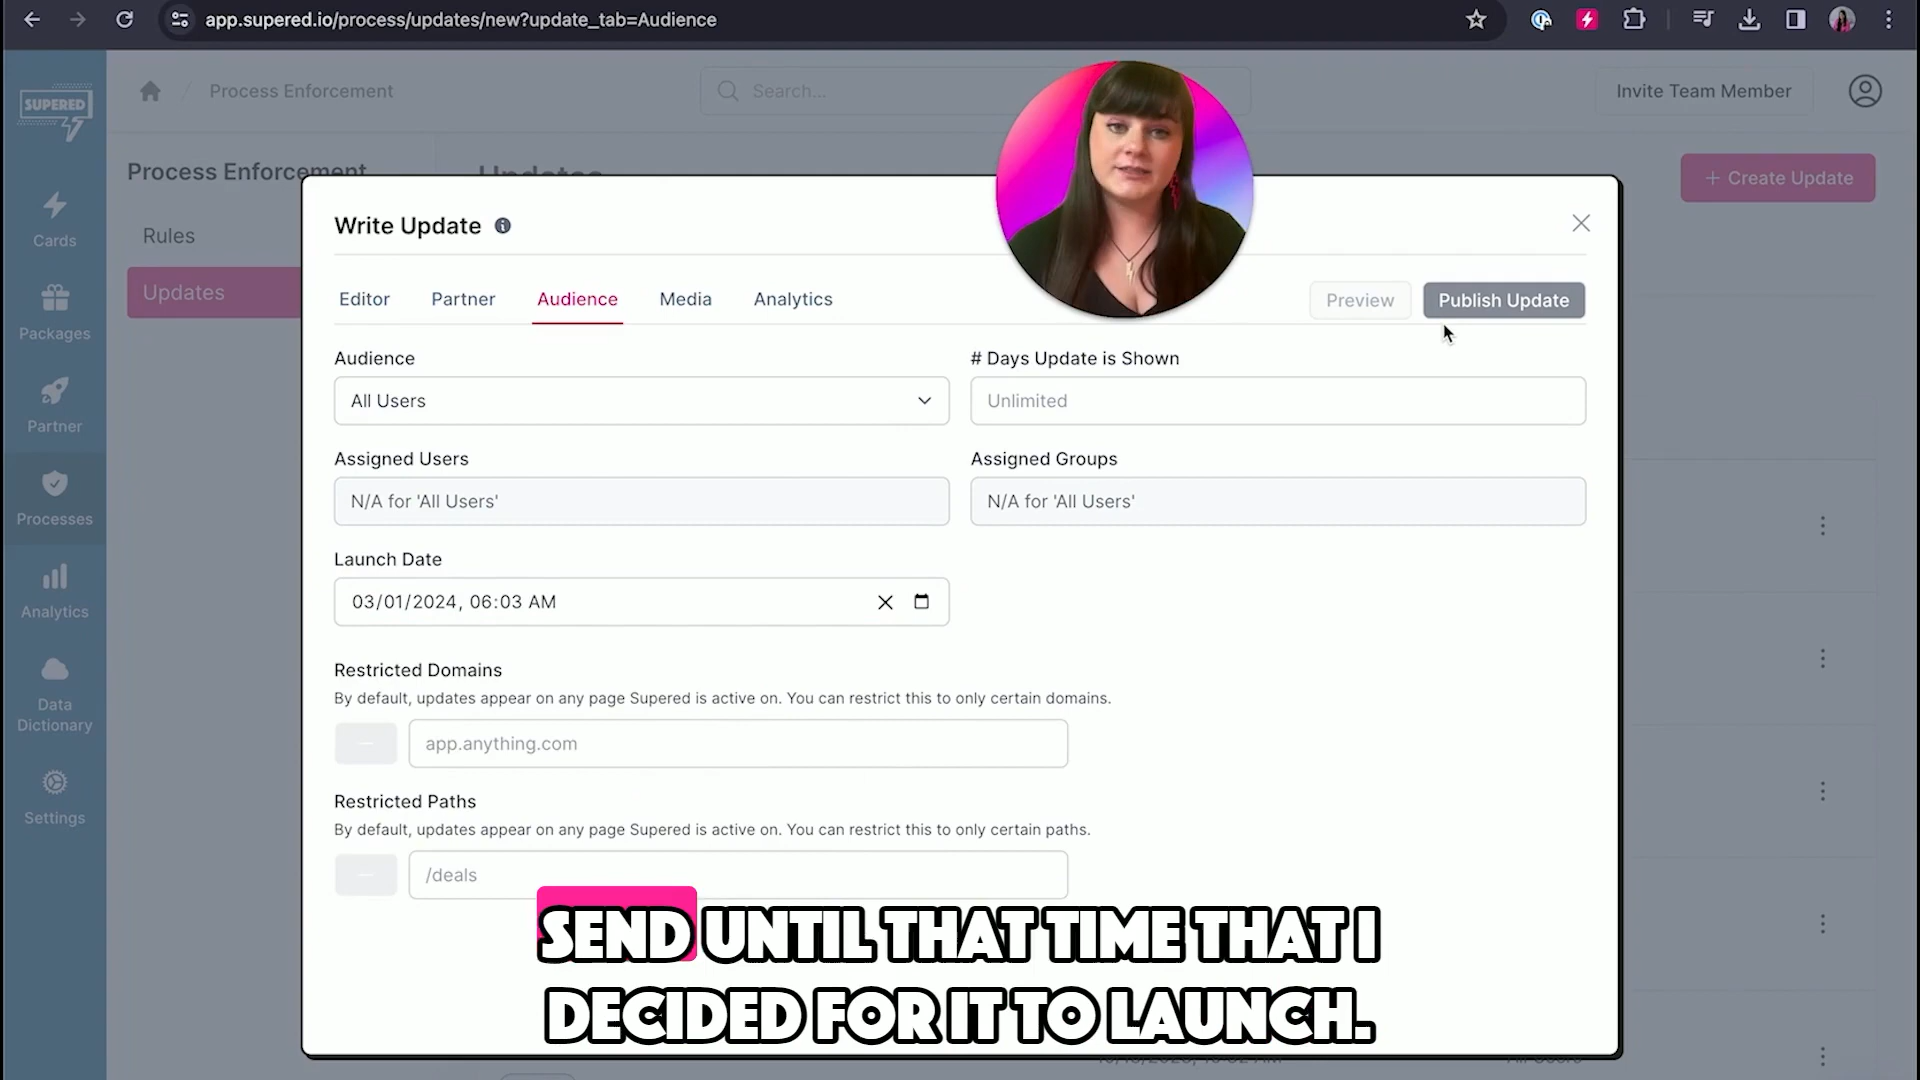 app.supered.io/process/updates/new?update_tab=Audience
SUPERED
/ Process Enforcement
Search...
Invite Team Member
Process Enforcement
Updates
+ Create Update
Cards
Rules
Updates
Packages
Partner
Processes
Analytics
Data
Dictionary
Settings
Write Update
Editor
Partner
Audience
Media
Analytics
Preview
Publish Update
Audience
# Days Update is Shown
All Users
Unlimited
Assigned Users
Assigned Groups
N/A for 'All Users'
N/A for 'All Users'
Launch Date
03/01/2024, 06:03 AM
Restricted Domains
By default, updates appear on any page Supered is active on. You can restrict this to only certain domains.
app.anything.com
Restricted Paths
By default, updates appear on any page Supered is active on. You can restrict this to only certain paths.
/deals
SEND UNTIL THAT TIME THAT I
DECIDED FOR IT TO LAUNCH.